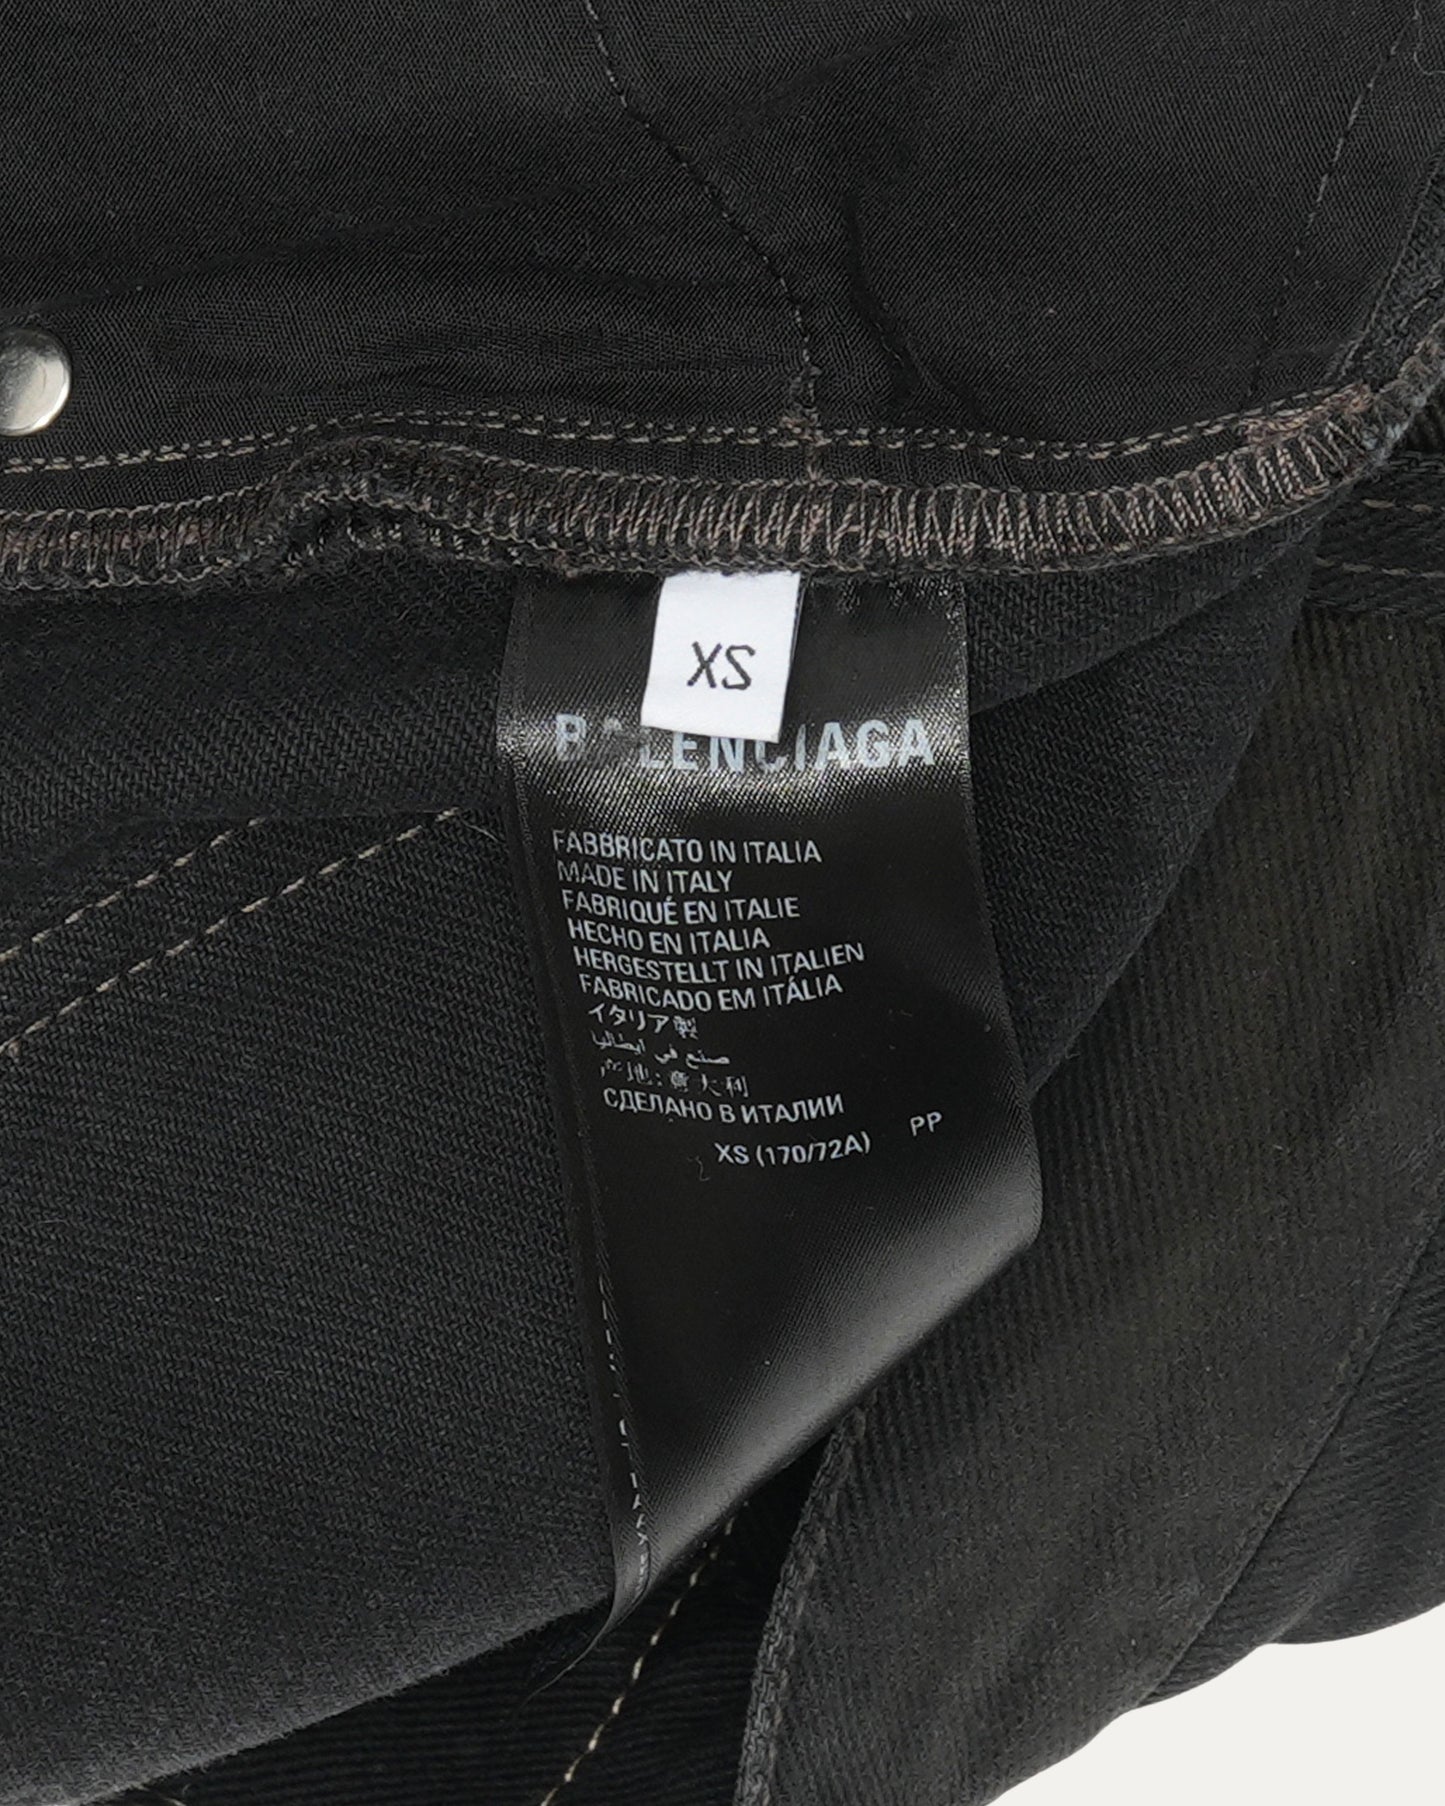 XS
BALENCIAGA
FABBRICATO IN ITALIA
MADE IN ITALY
FABRIQUÉ EN ITALIE
HECHO EN ITALIA
HERGESTELLT IN ITALIEN
FABRICADO EM ITÁLIA
イタリア製
صنع في ايطاليا
产地：意大利
СДЕЛАНО В ИТАЛИИ
XS (170/72A) PP